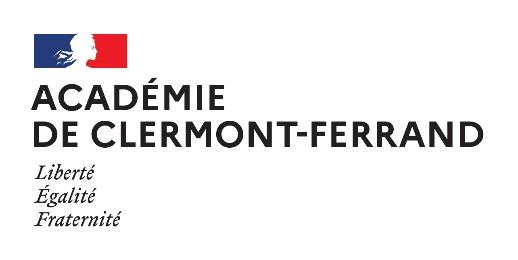 ACADÉMIE
DE CLERMONT-FERRAND
Liberté
Égalité
Fraternité